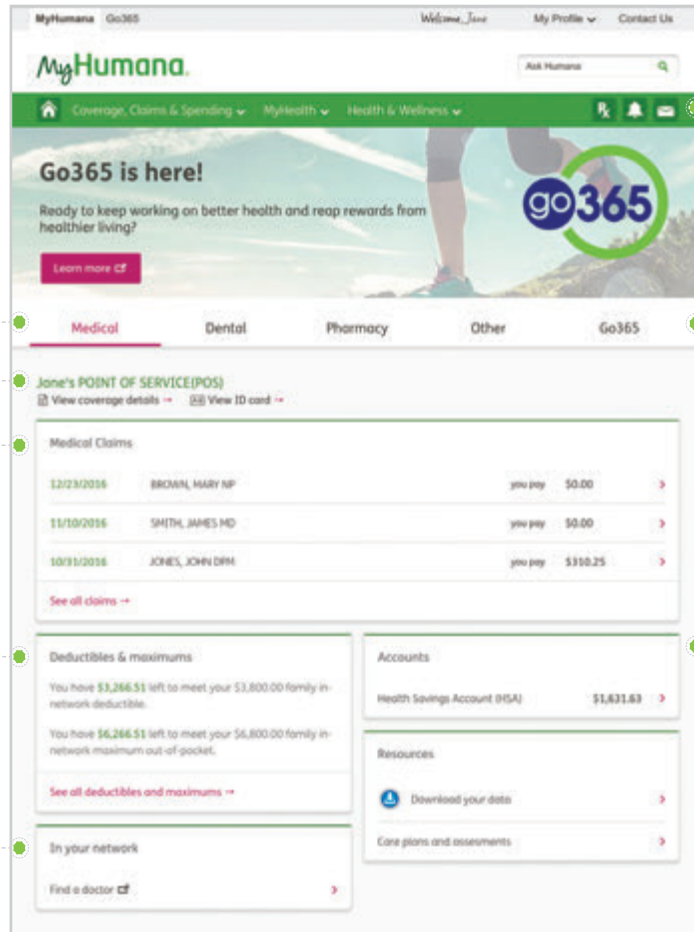 MyHumana Go365 Welcome, Jane My Profile Contact Us
MyHumana.
Ask Humana
Coverage, Claims & Spending MyHealth Health & Wellness Rx
Go365 is here!
Ready to keep working on better health and reap rewards from
healthier living?
Learn more
go365
Medical Dental Pharmacy Other Go365
Jane's POINT OF SERVICE(POS)
View coverage details → View ID card →
Medical Claims
12/23/2016 BROWN, MARY NP you pay $0.00
11/10/2016 SMITH, JAMES MD you pay $0.00
10/31/2016 JONES, JOHN DPM you pay $310.25
See all claims →
Deductibles & maximums
You have $3,266.51 left to meet your $3,800.00 family in-
network deductible.
You have $6,266.51 left to meet your $6,800.00 family in-
network maximum out-of-pocket.
See all deductibles and maximums →
In your network
Find a doctor
Accounts
Health Savings Account (HSA) $1,631.63
Resources
Download your data
Care plans and assesments